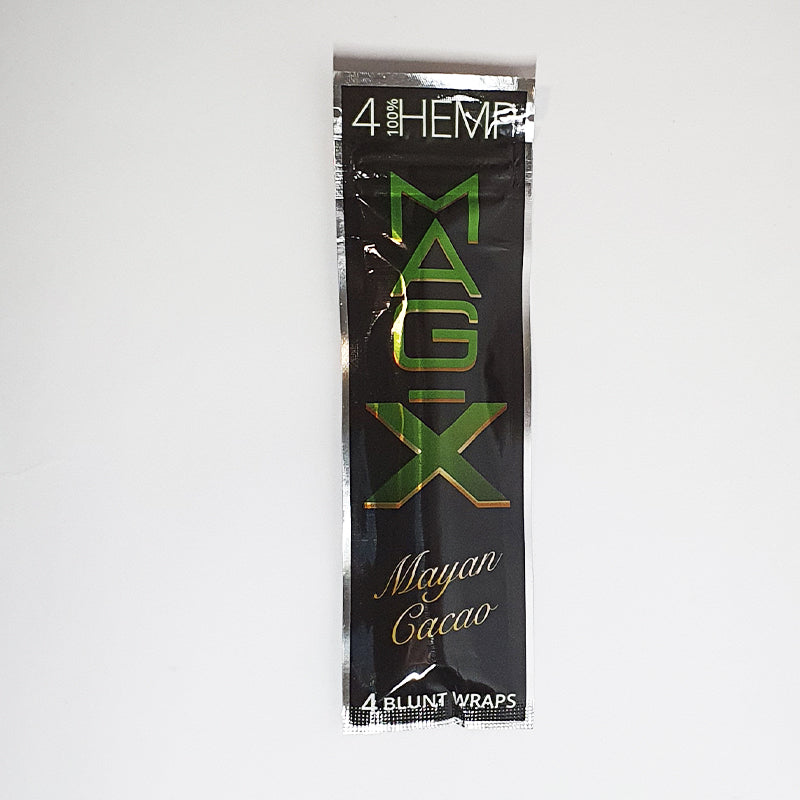 4 100% HEMP
MAG-X
Mayan
Cacao
4 BLUNT WRAPS